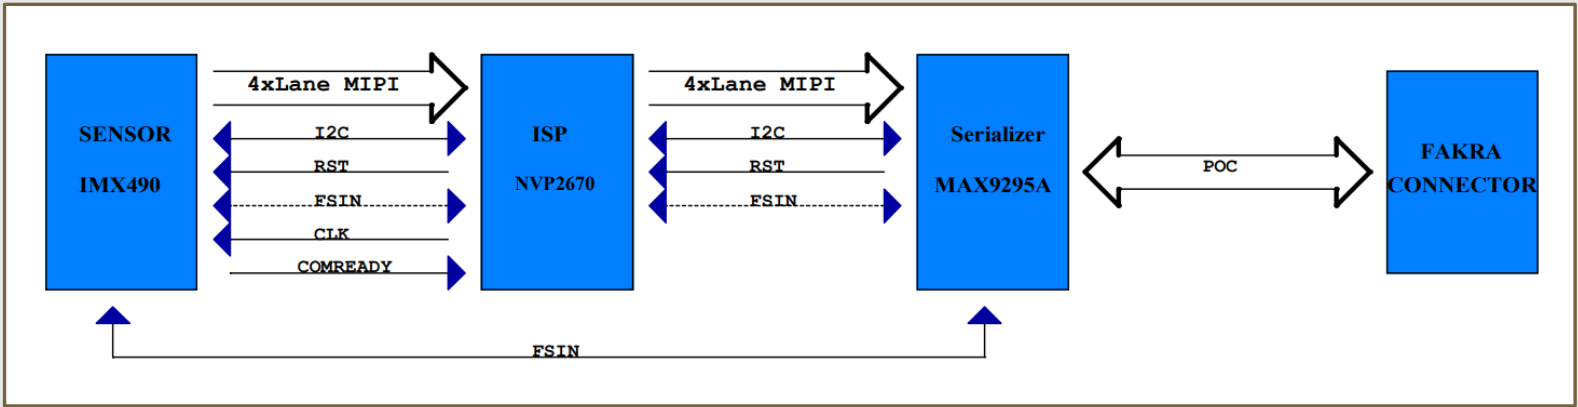 SENSOR
IMX490
4xLane MIPI
I2C
RST
FSIN
CLK
COMREADY
ISP
NVP2670
4xLane MIPI
I2C
RST
FSIN
Serializer
MAX9295A
POC
FAKRA
CONNECTOR
FSIN